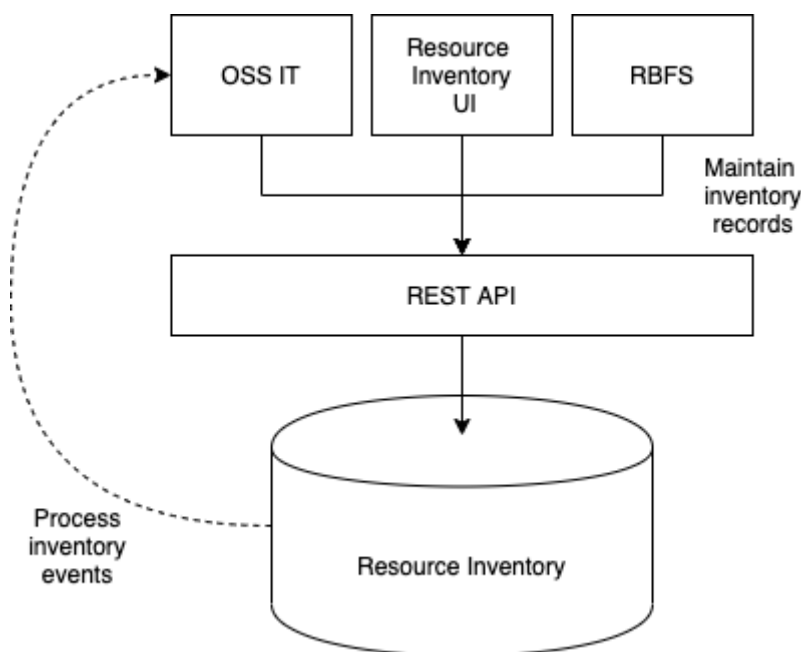 OSS IT
Resource
Inventory
UI
RBFS
Maintain
inventory
records
REST API
Process
inventory
events
Resource Inventory